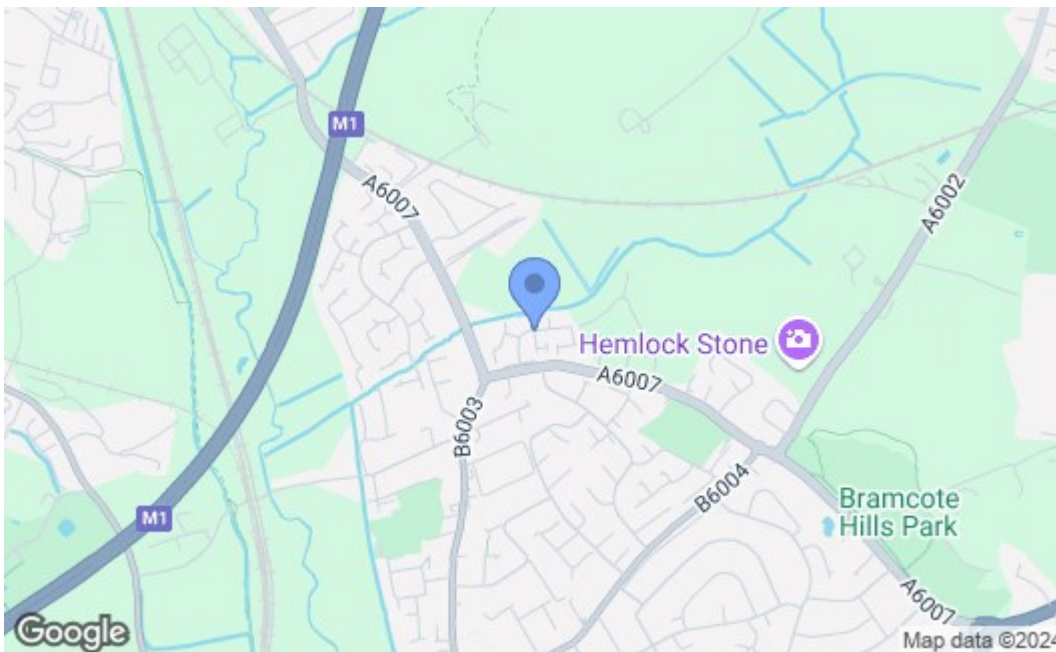 M1
A6007
A6002
Hemlock Stone
A6007
B6003
B6004
Bramcote
Hills Park
M1
A6007
Google
Map data ©2024